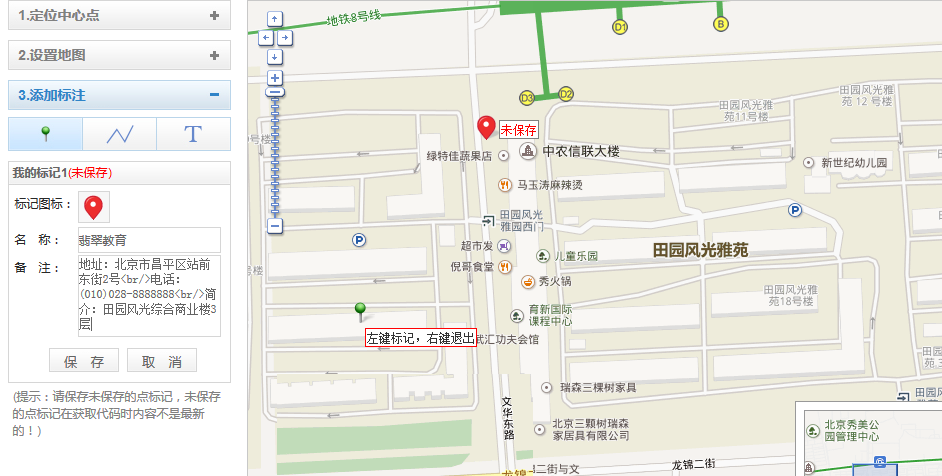 1.定位中心点
2.设置地图
3.添加标注
T
我的标记1(未保存)
标记图标：
名　称：
翡翠教育
备　注：
地址：北京市昌平区站前
东街2号<br/>电话：
(010)028-8888888<br/>简
介：田园风光综合商业楼3
层
保　存
取　消
(提示：请保存未保存的点标记，未保存
的点标记在获取代码时内容不是最新
的！)
地铁8号线
D1
B
D3
D2
田园风光雅
苑11号楼
田园风光雅
苑 12 号楼
号楼
未保存
绿特佳蔬果店
中农信联大楼
新世纪幼儿园
马玉涛麻辣烫
田园风光
雅园西门
P
P
超市发
儿童乐园
田园风光雅苑
倪哥食堂
秀火锅
田园风光雅
苑18号楼
育新国际
课程中心
左键标记，右键退出
武汇功夫会馆
瑞森三棵树家具
文华东路
北京三颗树瑞森
家居具有限公司
北京秀美公
园管理中心
龙锦二街
龙锦二街与文